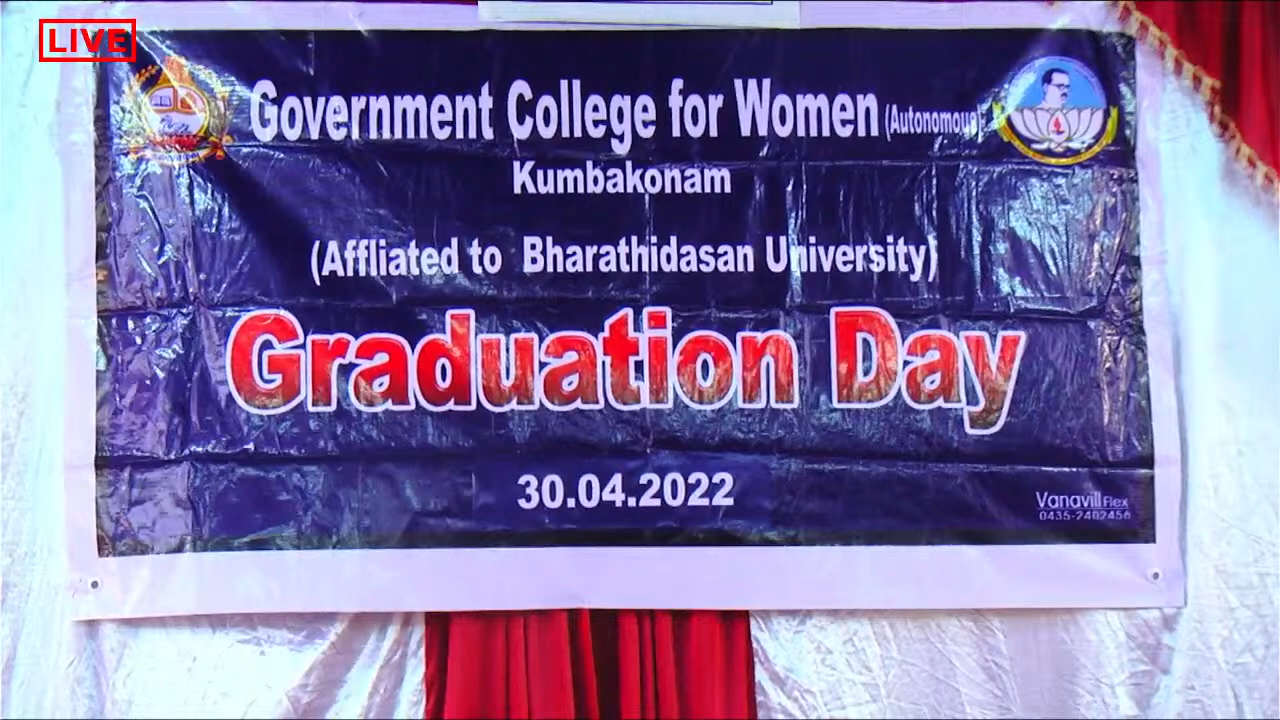 LIVE
Government College for Women (Autonomous)
Kumbakonam
(Affliated to Bharathidasan University)
Graduation Day
30.04.2022
Vanavill Flex
0435-2402456